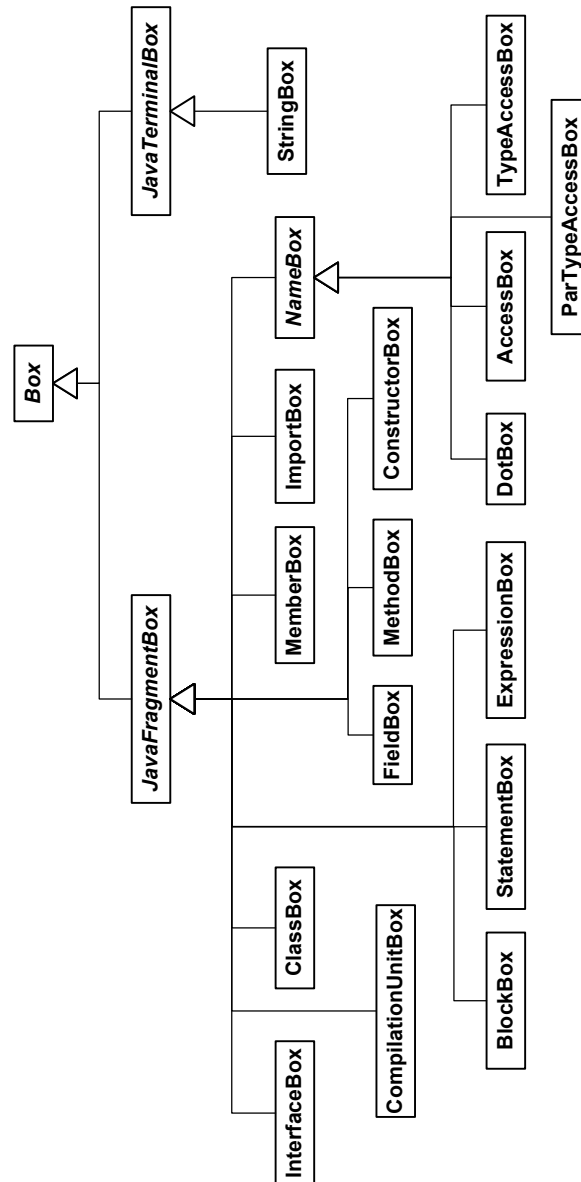 Box
JavaFragmentBox
JavaTerminalBox
InterfaceBox
ClassBox
MemberBox
ImportBox
NameBox
StringBox
CompilationUnitBox
FieldBox
MethodBox
ConstructorBox
BlockBox
StatementBox
ExpressionBox
DotBox
AccessBox
TypeAccessBox
ParTypeAccessBox